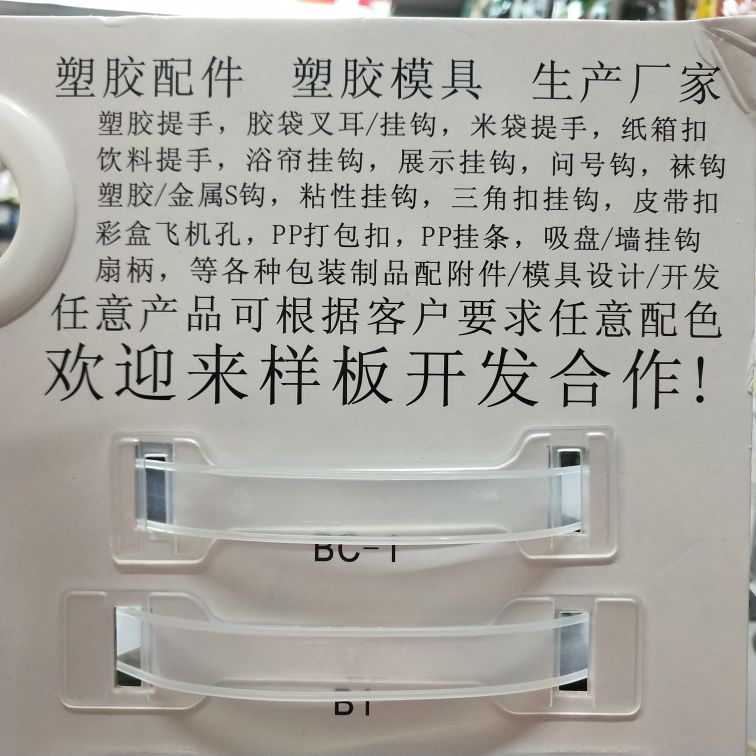 塑胶配件 塑胶模具 生产厂家
塑胶提手，胶袋叉耳/挂钩，米袋提手，纸箱扣
饮料提手，浴帘挂钩，展示挂钩，问号钩，袜钩
塑胶/金属S钩，粘性挂钩，三角扣挂钩，皮带扣
彩盒飞机孔，PP打包扣，PP挂条，吸盘/墙挂钩
扇柄，等各种包装制品配附件/模具设计/开发
任意产品可根据客户要求任意配色
欢迎来样板开发合作!
BC-1
B1